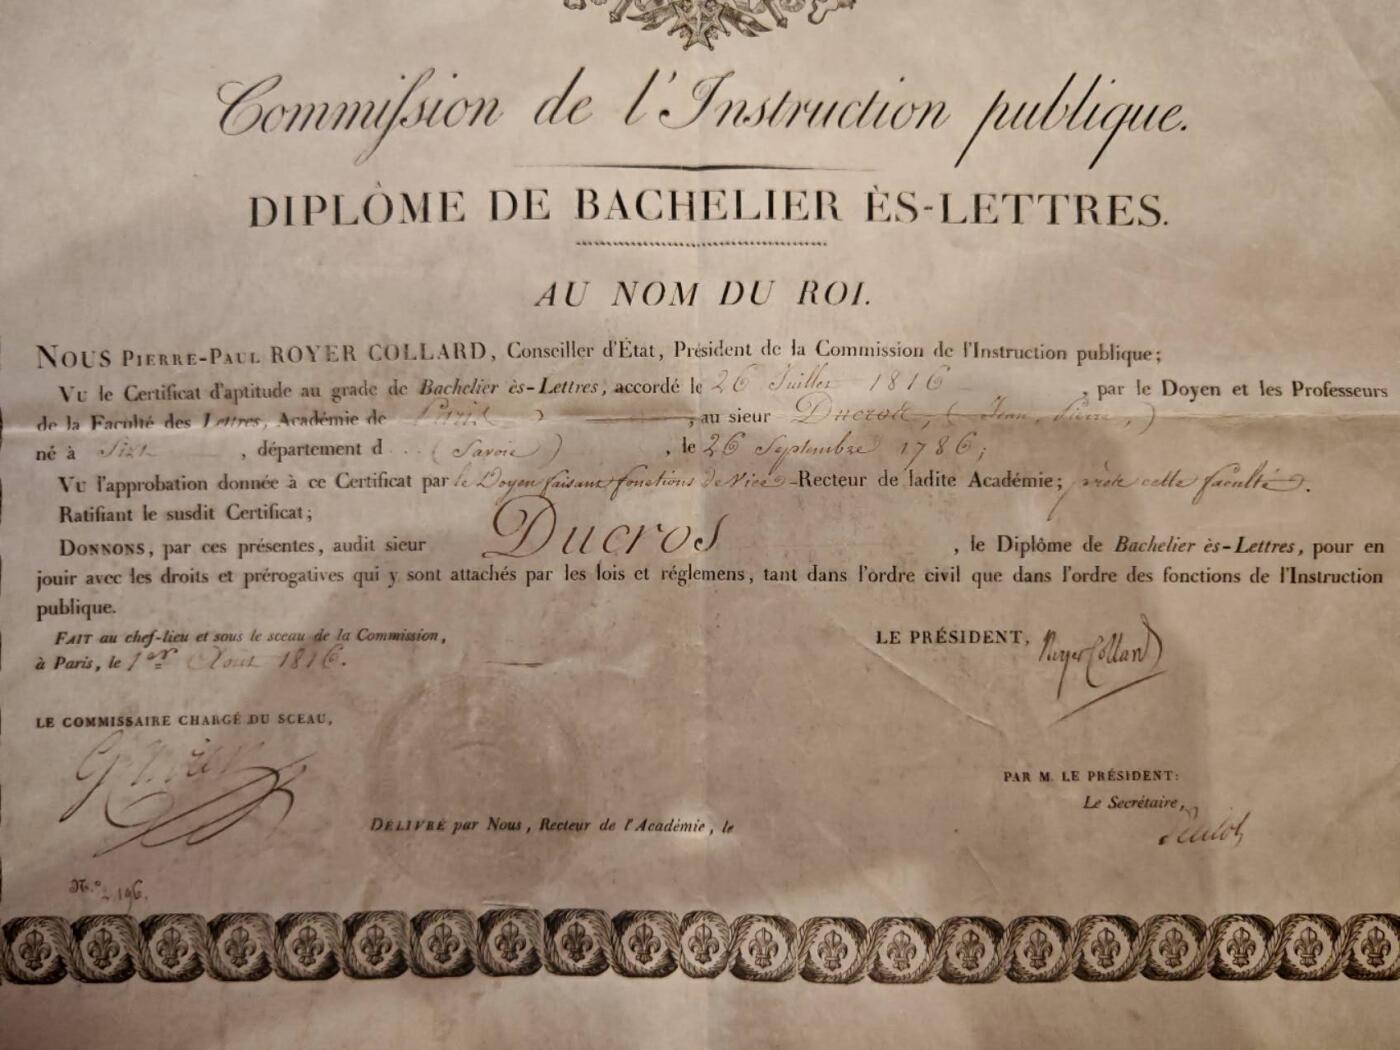 Commiſsion de l'Instruction publique.
DIPLÔME DE BACHELIER ÈS-LETTRES.
AU NOM DU ROI.
NOUS PIERRE-PAUL ROYER COLLARD, Conseiller d'État, Président de la Commission de l'Instruction publique;
VU le Certificat d'aptitude au grade de Bachelier ès-Lettres, accordé le 26 Juillet 1816, par le Doyen et les Professeurs
de la Faculté des Lettres, Académie de Paris, au sieur Ducros, (Jean, Pierre,)
né à, département d... (Savoie), le 26 Septembre 1786;
VU l'approbation donnée à ce Certificat par le Doyen faisant fonctions de Vice-Recteur de ladite Académie; près cette faculté.
Ratifiant le susdit Certificat;
DONNONS, par ces présentes, audit sieur Ducros, le Diplôme de Bachelier ès-Lettres, pour en
jouir avec les droits et prérogatives qui y sont attachés par les lois et réglemens, tant dans l'ordre civil que dans l'ordre des fonctions de l'Instruction
publique.
FAIT au chef-lieu et sous le sceau de la Commission,
à Paris, le 1er Aout 1816.
LE PRÉSIDENT, Royer Collard
LE COMMISSAIRE CHARGÉ DU SCEAU,
PAR M. LE PRÉSIDENT:
Le Secrétaire,
DÉLIVRÉ par Nous, Recteur de l'Académie, le
N.º 2,196.